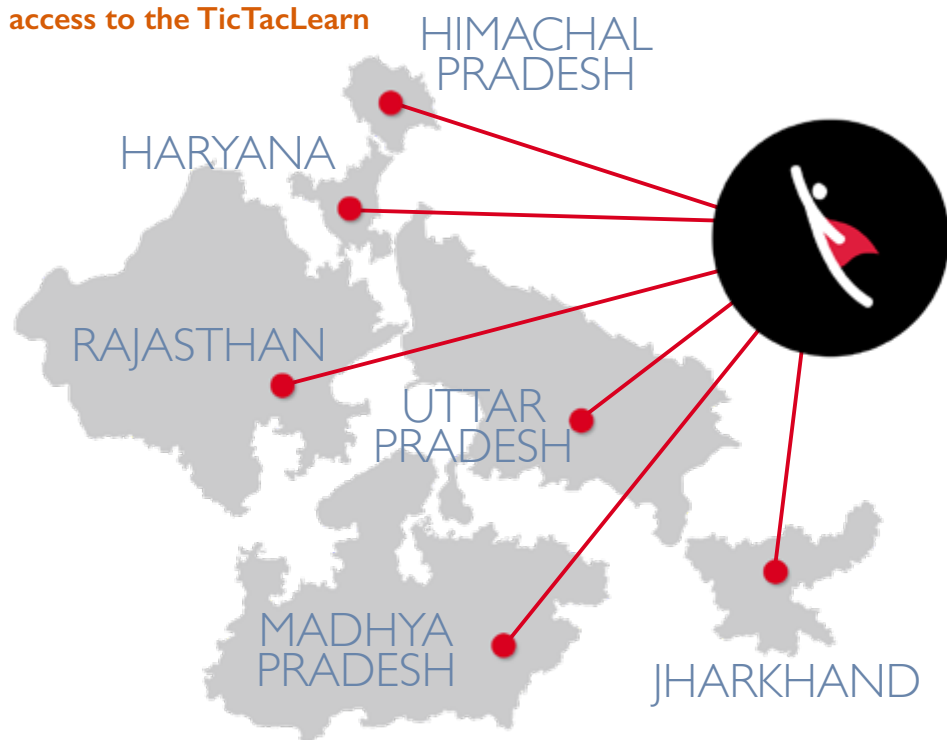 access to the TicTacLearn
HIMACHAL
PRADESH
HARYANA
RAJASTHAN
UTTAR
PRADESH
MADHYA
PRADESH
JHARKHAND